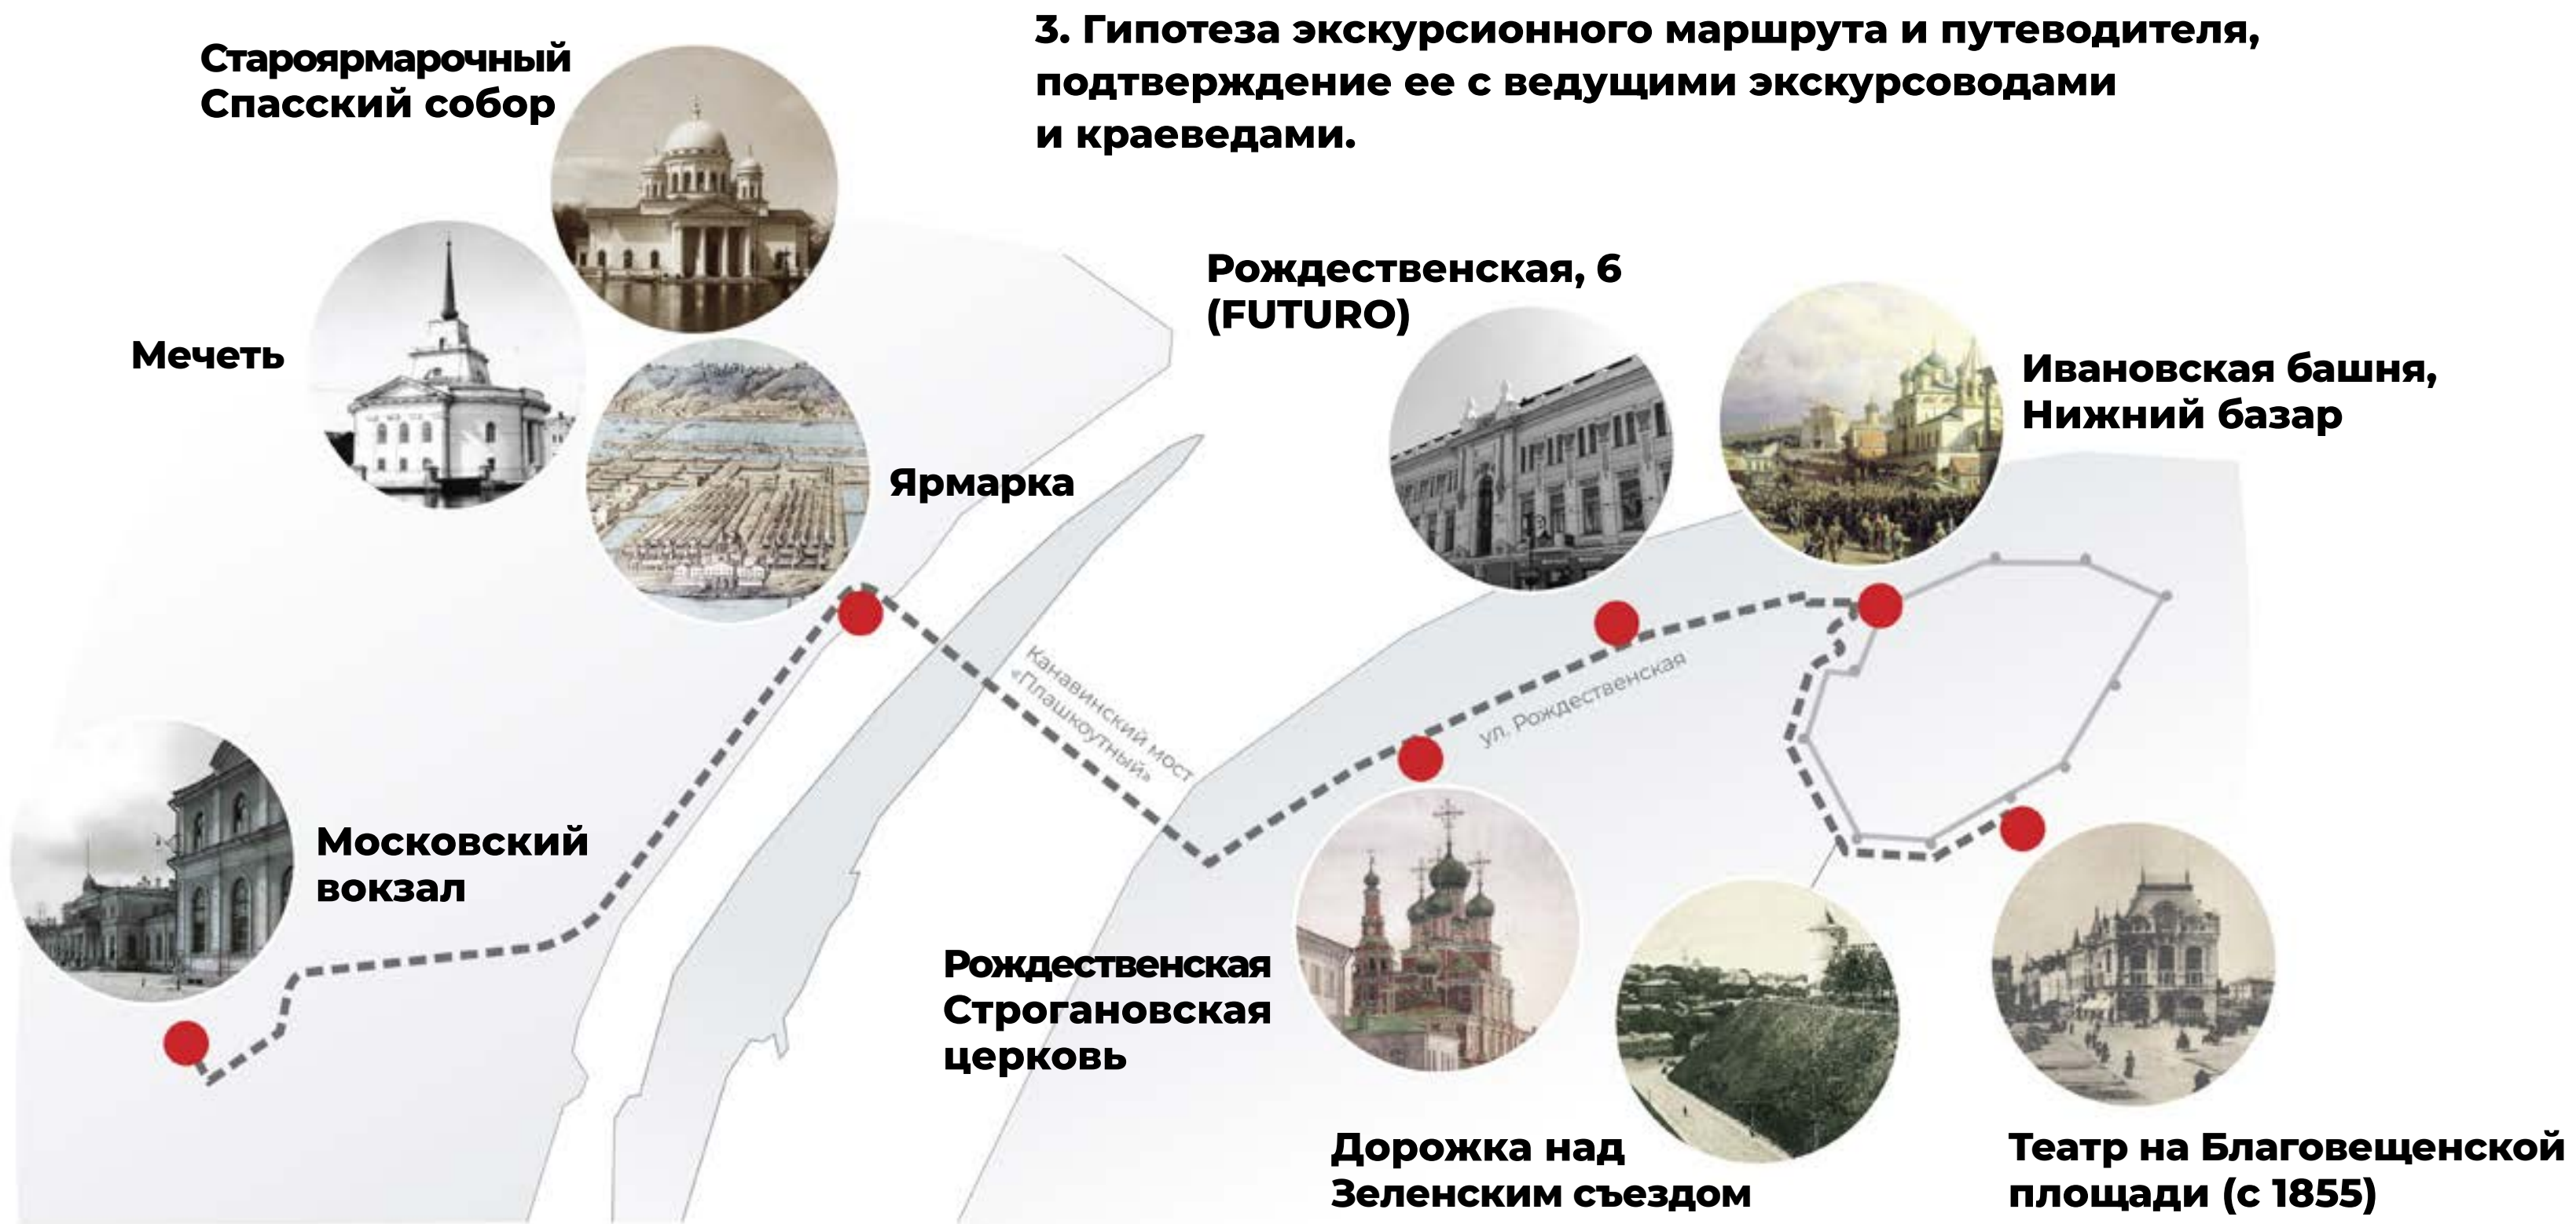 3. Гипотеза экскурсионного маршрута и путеводителя,
подтверждение ее с ведущими экскурсоводами
и краеведами.
Староярмарочный
Спасский собор
Мечеть
Ярмарка
Рождественская, 6
(FUTURO)
Ивановская башня,
Нижний базар
Канавинский мост
«Плашкоутный»
ул. Рождественская
Московский
вокзал
Рождественская
Строгановская
церковь
Дорожка над
Зеленским съездом
Театр на Благовещенской
площади (с 1855)